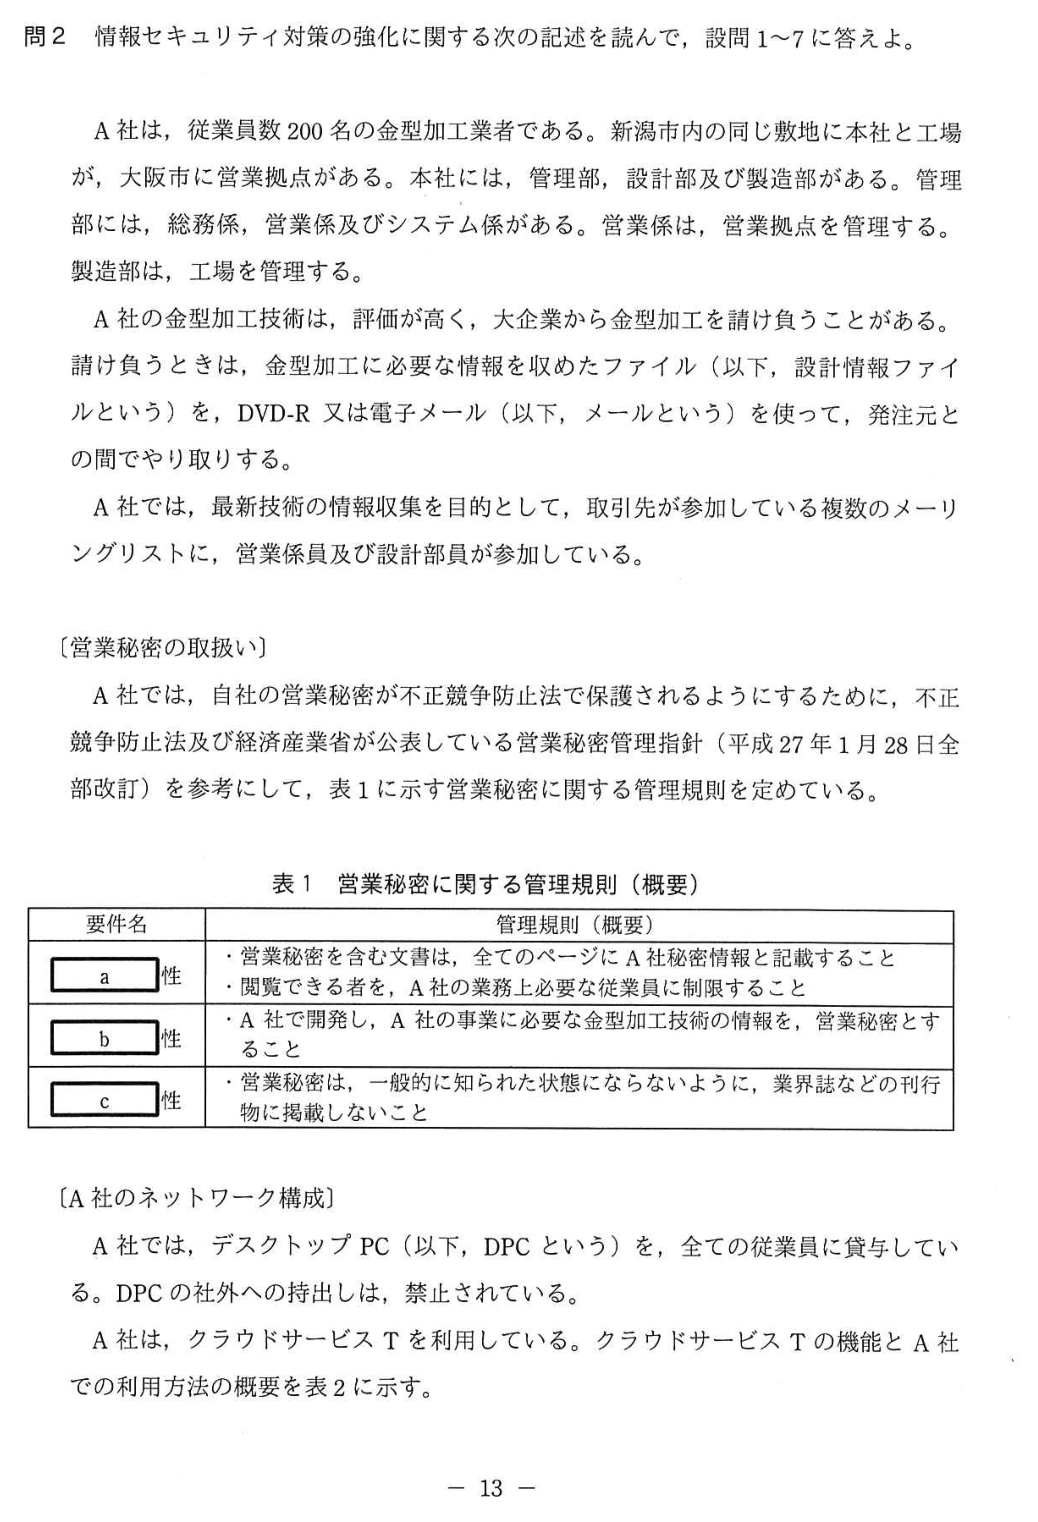 問2　情報セキュリティ対策の強化に関する次の記述を読んで，設問1～7に答えよ。
A 社は，従業員数 200 名の金型加工業者である。新潟市内の同じ敷地に本社と工場
が，大阪市に営業拠点がある。本社には，管理部，設計部及び製造部がある。管理
部には，総務係，営業係及びシステム係がある。営業係は，営業拠点を管理する。
製造部は，工場を管理する。
A 社の金型加工技術は，評価が高く，大企業から金型加工を請け負うことがある。
請け負うときは，金型加工に必要な情報を収めたファイル（以下，設計情報ファイ
ルという）を，DVD-R 又は電子メール（以下，メールという）を使って，発注元と
の間でやり取りする。
A 社では，最新技術の情報収集を目的として，取引先が参加している複数のメーリ
ングリストに，営業係員及び設計部員が参加している。
〔営業秘密の取扱い〕
A 社では，自社の営業秘密が不正競争防止法で保護されるようにするために，不正
競争防止法及び経済産業省が公表している営業秘密管理指針（平成 27 年 1 月 28 日全
部改訂）を参考にして，表 1 に示す営業秘密に関する管理規則を定めている。
表1　営業秘密に関する管理規則（概要）
要件名　管理規則（概要）
a 性　・営業秘密を含む文書は，全てのページに A 社秘密情報と記載すること
・閲覧できる者を，A 社の業務上必要な従業員に制限すること
b 性　・A 社で開発し，A 社の事業に必要な金型加工技術の情報を，営業秘密とす
ること
c 性　・営業秘密は，一般的に知られた状態にならないように，業界誌などの刊行
物に掲載しないこと
〔A 社のネットワーク構成〕
A 社では，デスクトップ PC（以下，DPC という）を，全ての従業員に貸与してい
る。DPC の社外への持出しは，禁止されている。
A 社は，クラウドサービス T を利用している。クラウドサービス T の機能と A 社
での利用方法の概要を表 2 に示す。
－ 13 －